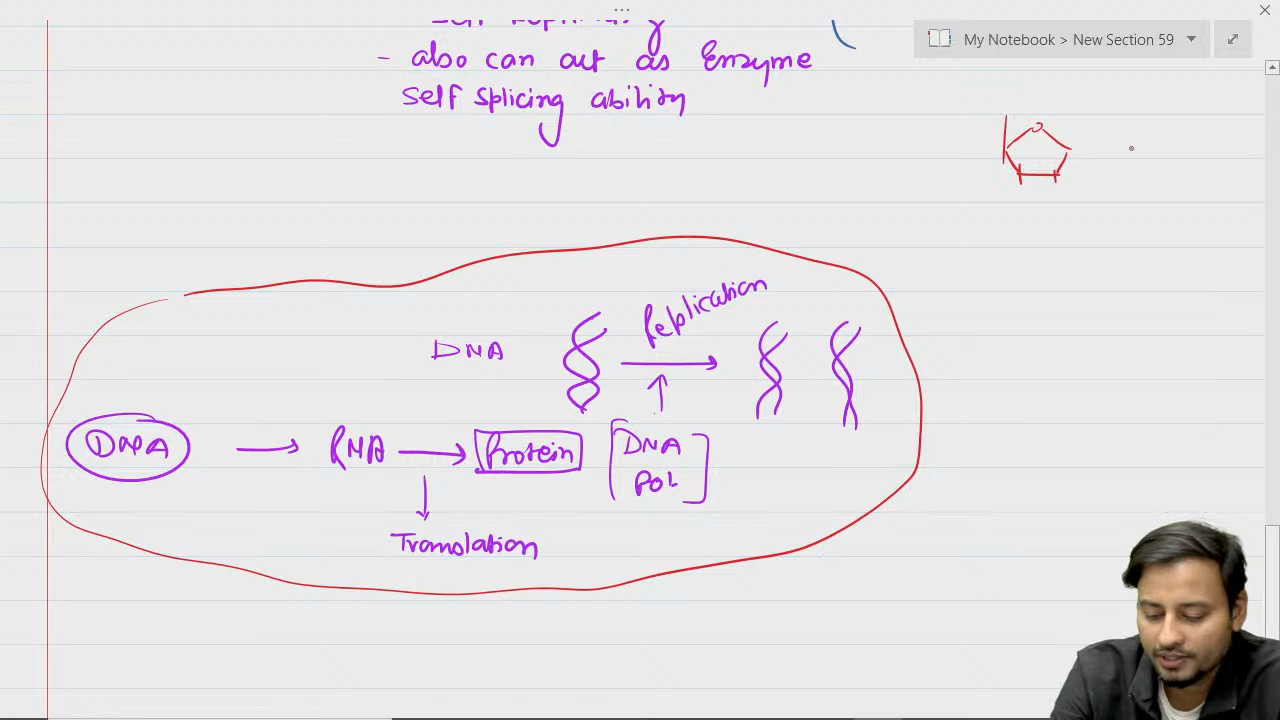 - also can act as Enzyme
self splicing ability
My Notebook > New Section 59
O
Replication
DNA
DNA → RNA → Protein
DNA
POL
Translation